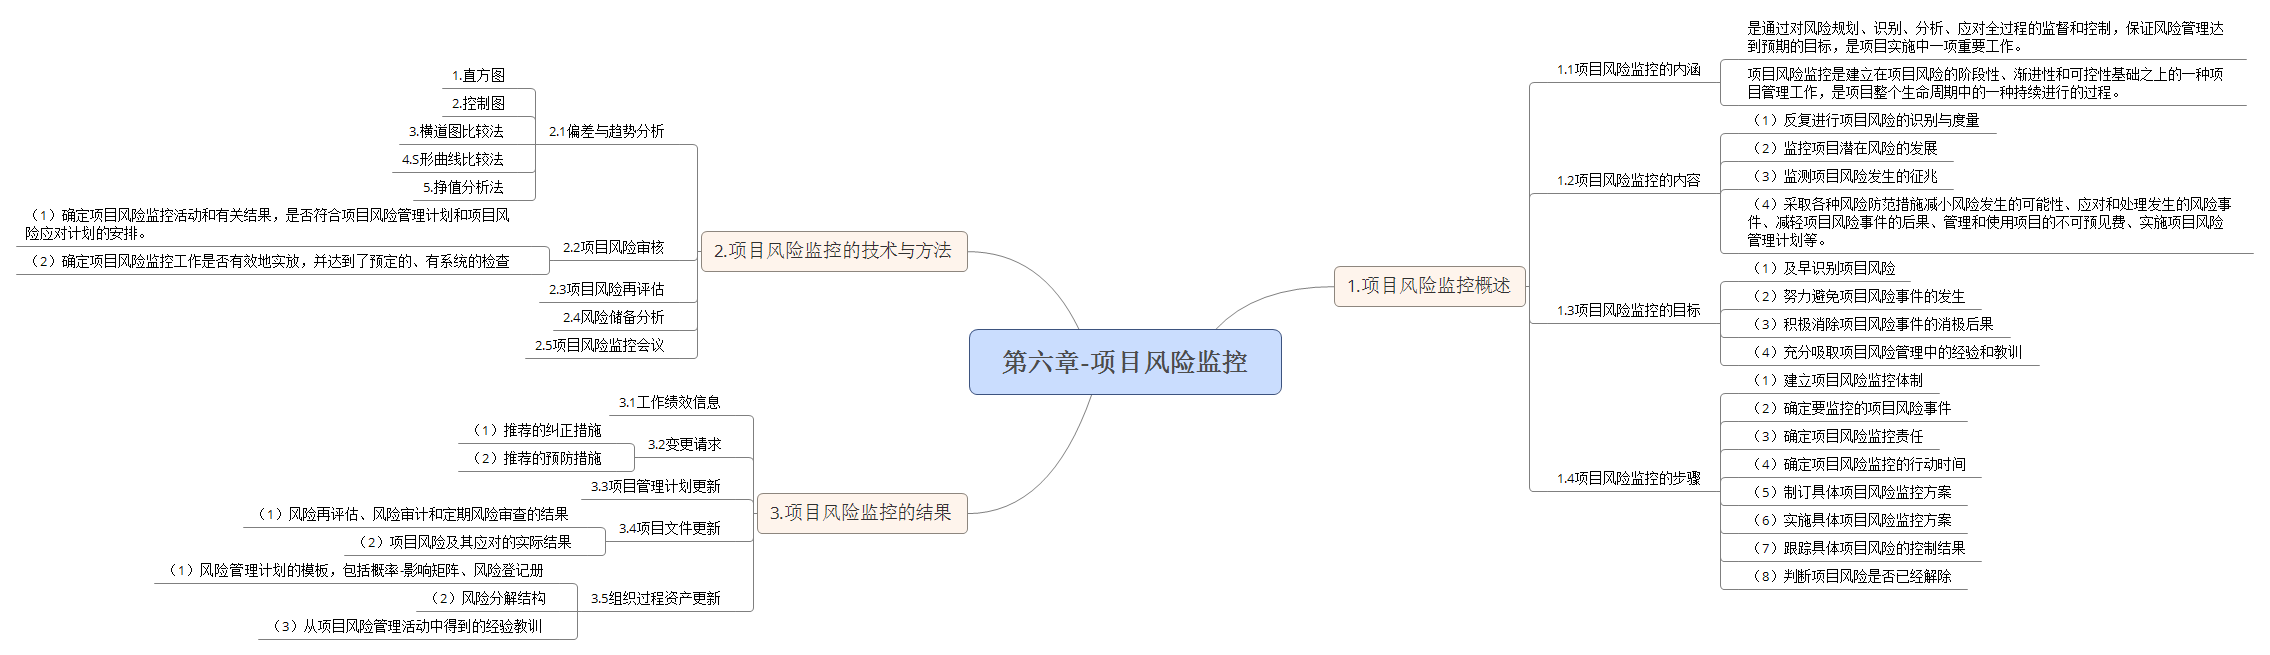 第六章-项目风险监控
1.项目风险监控概述
1.1项目风险监控的内涵
是通过对风险规划、识别、分析、应对全过程的监督和控制，保证风险管理达
到预期的目标，是项目实施中一项重要工作。
项目风险监控是建立在项目风险的阶段性、渐进性和可控性基础之上的一种项
目管理工作，是项目整个生命周期中的一种持续进行的过程。
1.2项目风险监控的内容
（1）反复进行项目风险的识别与度量
（2）监控项目潜在风险的发展
（3）监测项目风险发生的征兆
（4）采取各种风险防范措施减小风险发生的可能性、应对和处理发生的风险事
件、减轻项目风险事件的后果、管理和使用项目的不可预见费、实施项目风险
管理计划等。
1.3项目风险监控的目标
（1）及早识别项目风险
（2）努力避免项目风险事件的发生
（3）积极消除项目风险事件的消极后果
（4）充分吸取项目风险管理中的经验和教训
1.4项目风险监控的步骤
（1）建立项目风险监控体制
（2）确定要监控的项目风险事件
（3）确定项目风险监控责任
（4）确定项目风险监控的行动时间
（5）制订具体项目风险监控方案
（6）实施具体项目风险监控方案
（7）跟踪具体项目风险的控制结果
（8）判断项目风险是否已经解除
2.项目风险监控的技术与方法
2.1偏差与趋势分析
1.直方图
2.控制图
3.横道图比较法
4.S形曲线比较法
5.挣值分析法
2.2项目风险审核
（1）确定项目风险监控活动和有关结果，是否符合项目风险管理计划和项目风
险应对计划的安排。
（2）确定项目风险监控工作是否有效地实放，并达到了预定的、有系统的检查
2.3项目风险再评估
2.4风险储备分析
2.5项目风险监控会议
3.项目风险监控的结果
3.1工作绩效信息
3.2变更请求
（1）推荐的纠正措施
（2）推荐的预防措施
3.3项目管理计划更新
3.4项目文件更新
（1）风险再评估、风险审计和定期风险审查的结果
（2）项目风险及其应对的实际结果
3.5组织过程资产更新
（1）风险管理计划的模板，包括概率-影响矩阵、风险登记册
（2）风险分解结构
（3）从项目风险管理活动中得到的经验教训